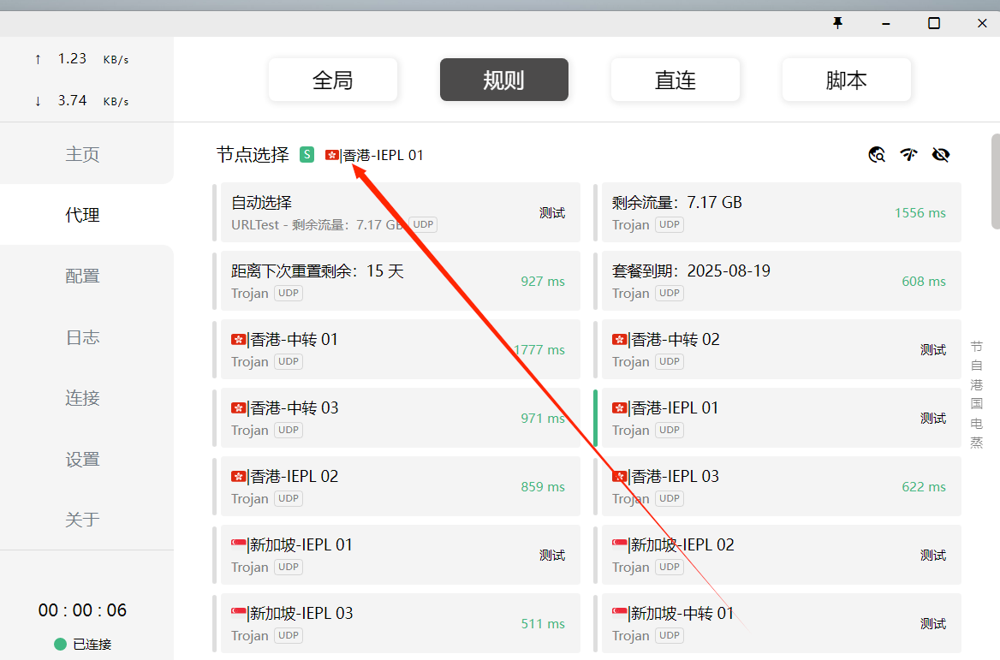 ↑ 1.23 KB/s
↓ 3.74 KB/s
主页
代理
配置
日志
连接
设置
关于
00 : 00 : 06
已连接
全局 规则 直连 脚本
节点选择 S 香港-IEPL 01
自动选择
URLTest - 剩余流量：7.17 GB UDP
测试
剩余流量：7.17 GB
Trojan UDP
1556 ms
距离下次重置剩余：15 天
Trojan UDP
927 ms
套餐到期：2025-08-19
Trojan UDP
608 ms
香港-中转 01
Trojan UDP
1777 ms
香港-中转 02
Trojan UDP
测试
香港-中转 03
Trojan UDP
971 ms
香港-IEPL 01
Trojan UDP
测试
香港-IEPL 02
Trojan UDP
859 ms
香港-IEPL 03
Trojan UDP
622 ms
新加坡-IEPL 01
Trojan UDP
测试
新加坡-IEPL 02
Trojan UDP
测试
新加坡-IEPL 03
Trojan UDP
511 ms
新加坡-中转 01
Trojan UDP
测试
节
自
港
国
电
蒸